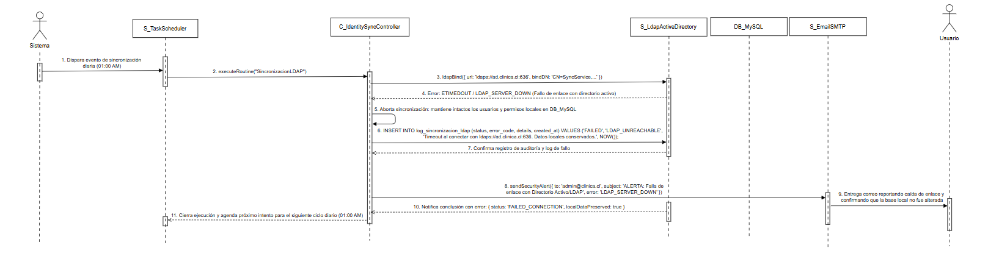 Sistema
S_TaskScheduler
C_IdentitySyncController
S_LdapActiveDirectory
DB_MySQL
S_EmailSMTP
Usuario
1. Dispara evento de sincronización
diaria (01:00 AM)
2. executeRoutine("SincronizacionLDAP")
3. ldapBind({ url: 'ldaps://ad.clinica.cl:636', bindDN: 'CN=SyncService,...' })
4. Error: ETIMEDOUT / LDAP_SERVER_DOWN (Fallo de enlace con directorio activo)
5. Aborta sincronización: mantiene intactos los usuarios y permisos locales en DB_MySQL
6. INSERT INTO log_sincronizacion_ldap (status, error_code, details, created_at) VALUES ('FAILED', 'LDAP_UNREACHABLE',
'Timeout al conectar con ldaps://ad.clinica.cl:636. Datos locales conservados.', NOW());
7. Confirma registro de auditoría y log de fallo
8. sendSecurityAlert({ to: 'admin@clinica.cl', subject: 'ALERTA: Falla de
enlace con Directorio Activo/LDAP', error: 'LDAP_SERVER_DOWN' })
9. Entrega correo reportando caída de enlace y
confirmando que la base local no fue alterada
10. Notifica conclusión con error: { status: 'FAILED_CONNECTION', localDataPreserved: true }
11. Cierra ejecución y agenda próximo intento para el siguiente ciclo diario (01:00 AM)